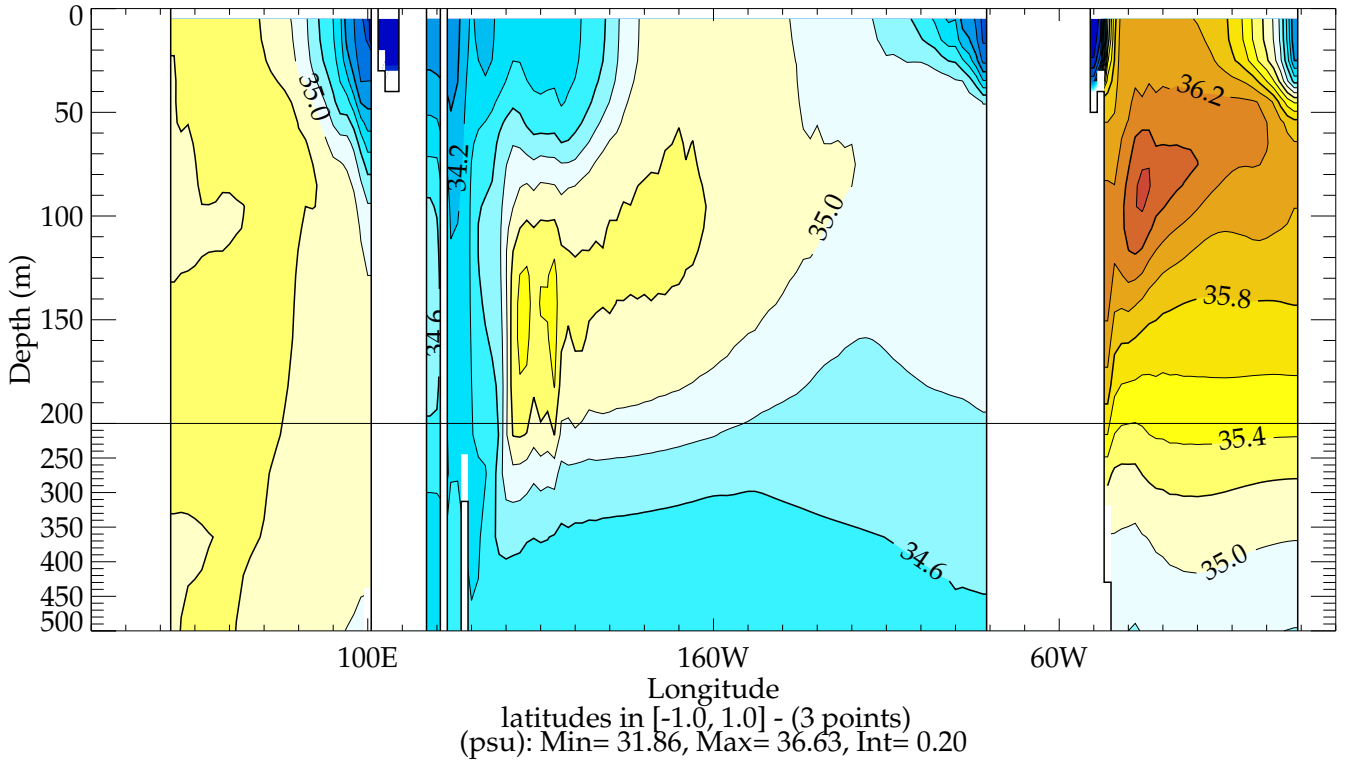 0
50
100
150
200
250
300
350
400
450
500
Depth (m)
35.0
34.6
34.2
35.0
34.6
36.2
35.8
35.4
35.0
100E
160W
60W
Longitude
latitudes in [-1.0, 1.0] - (3 points)
(psu): Min= 31.86, Max= 36.63, Int= 0.20